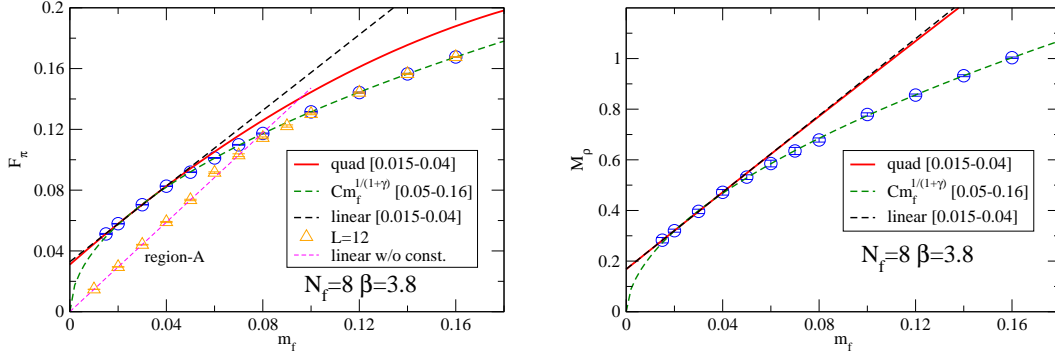 F_π
0.2
0.16
0.12
0.08
0.04
0
quad [0.015-0.04]
Cm_f^{1/(1+γ)} [0.05-0.16]
linear [0.015-0.04]
L=12
linear w/o const.
region-A
N_f=8 β=3.8
0 0.04 0.08 0.12 0.16
m_f
M_ρ
1
0.8
0.6
0.4
0.2
0
quad [0.015-0.04]
Cm_f^{1/(1+γ)} [0.05-0.16]
linear [0.015-0.04]
N_f=8 β=3.8
0 0.04 0.08 0.12 0.16
m_f